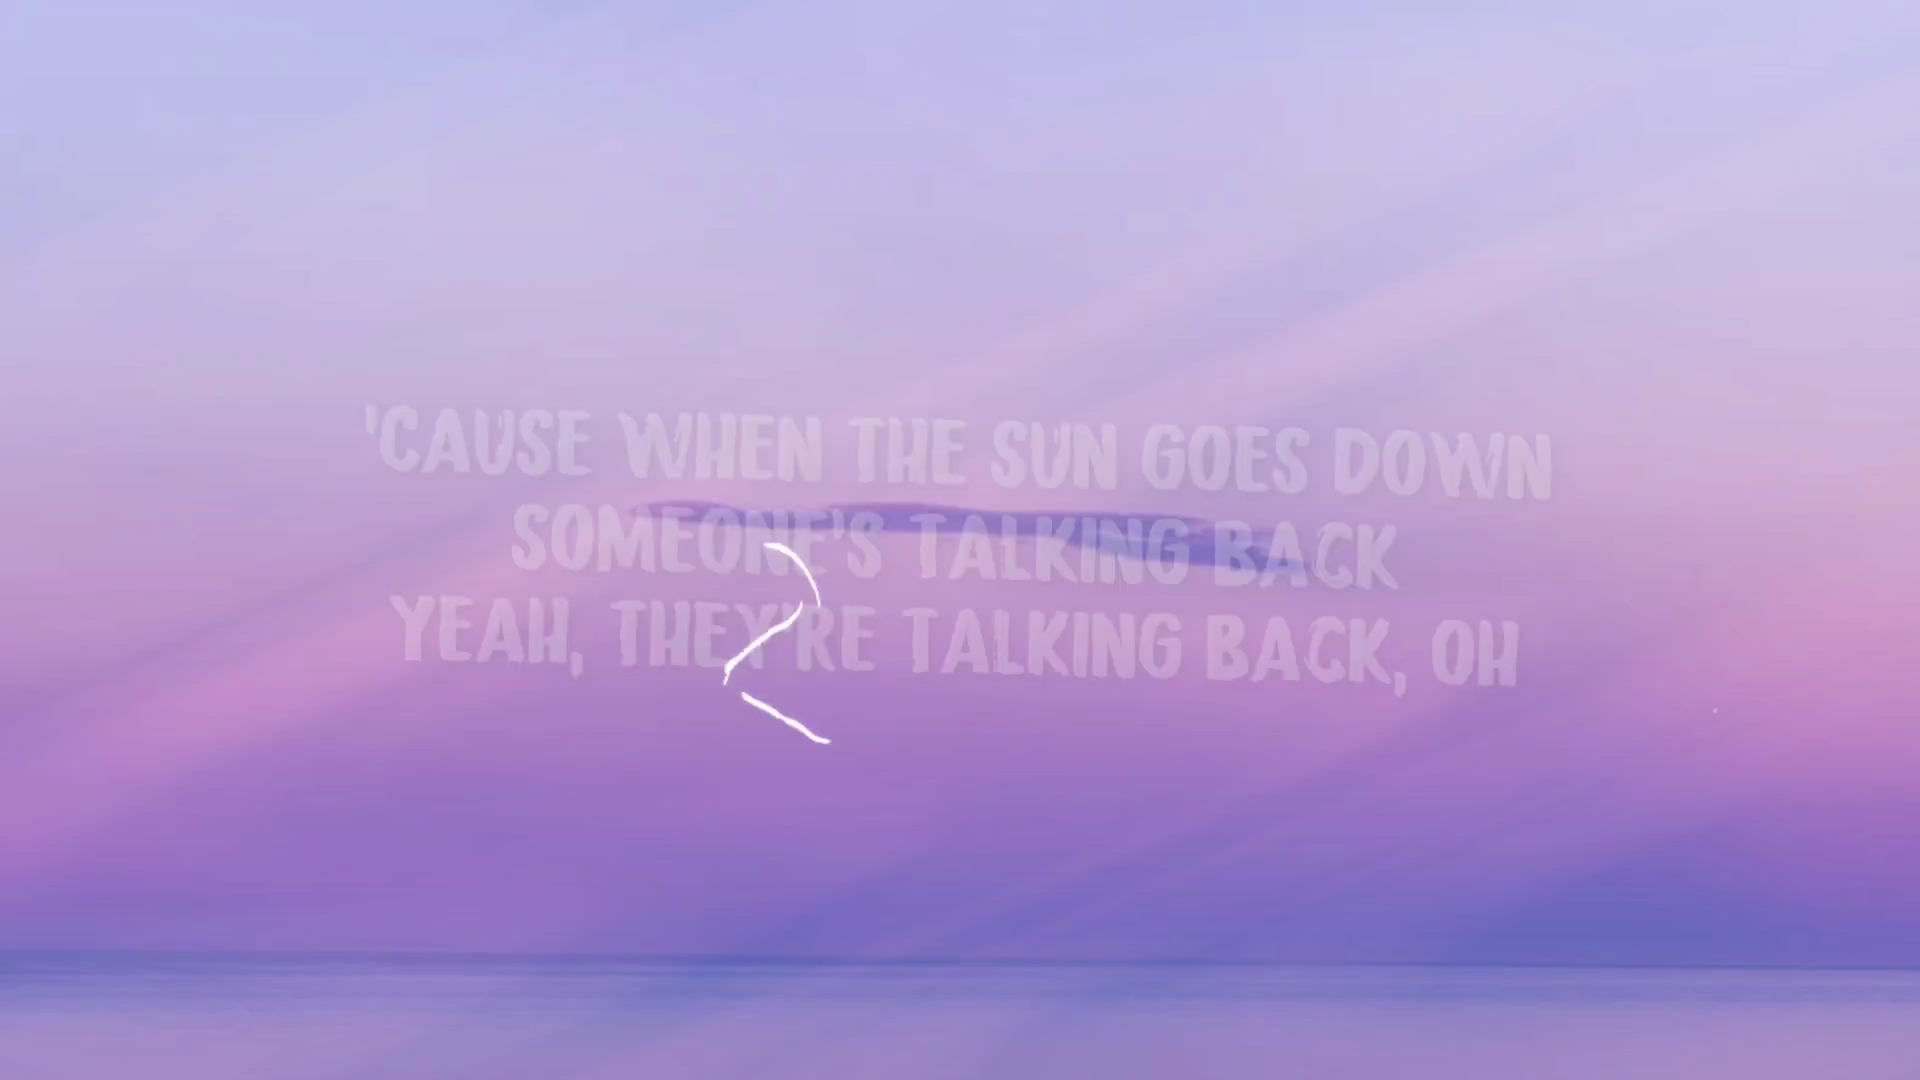 'CAUSE WHEN THE SUN GOES DOWN
SOMEONE'S TALKING BACK
YEAH, THEY'RE TALKING BACK, OH